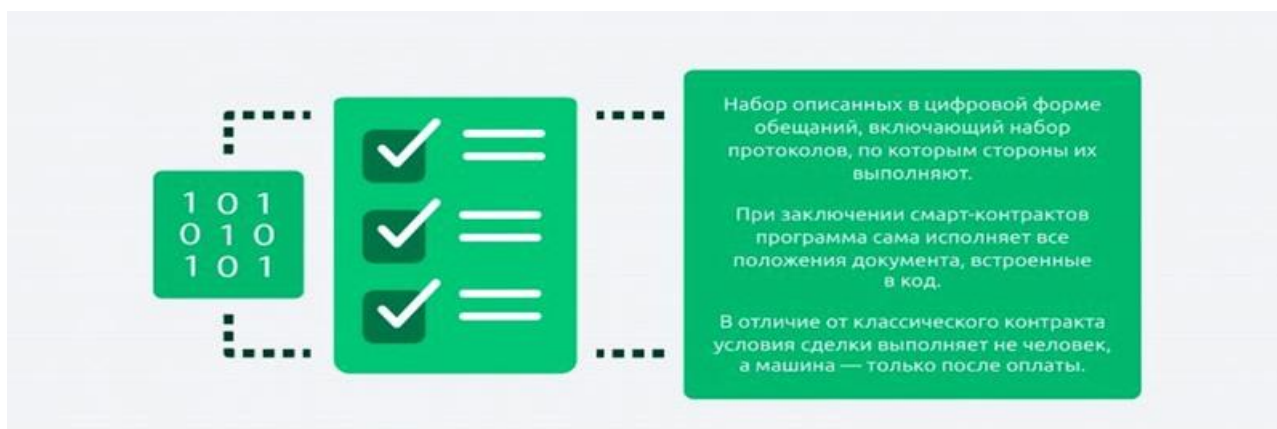 1 0 1
0 1 0
1 0 1
Набор описанных в цифровой форме
обещаний, включающий набор
протоколов, по которым стороны их
выполняют.
При заключении смарт-контрактов
программа сама исполняет все
положения документа, встроенные
в код.
В отличие от классического контракта
условия сделки выполняет не человек,
а машина — только после оплаты.